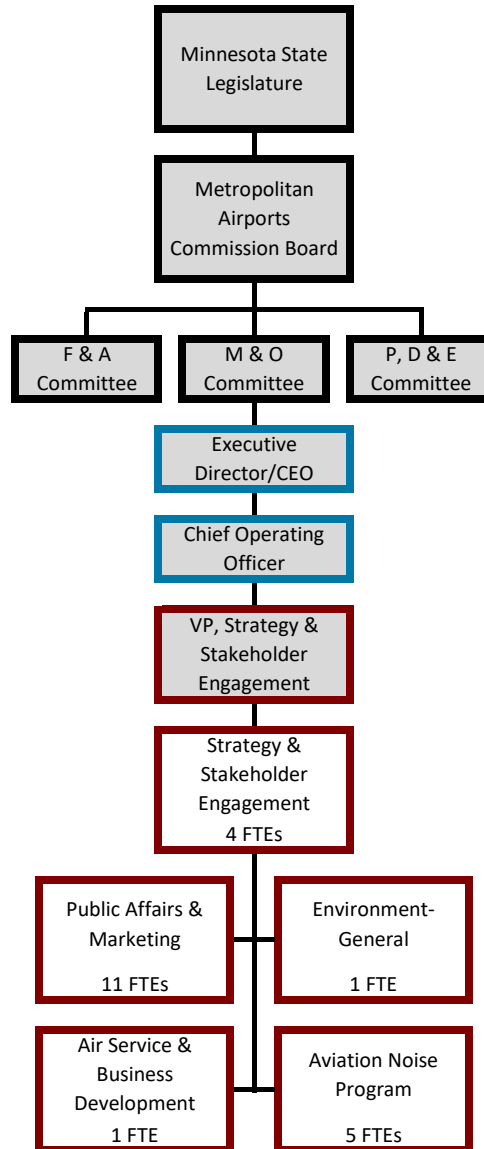 Minnesota State
Legislature
Metropolitan
Airports
Commission Board
F & A
Committee
M & O
Committee
P, D & E
Committee
Executive
Director/CEO
Chief Operating
Officer
VP, Strategy &
Stakeholder
Engagement
Strategy &
Stakeholder
Engagement
4 FTEs
Public Affairs &
Marketing
11 FTEs
Environment-
General
1 FTE
Air Service &
Business
Development
1 FTE
Aviation Noise
Program
5 FTEs